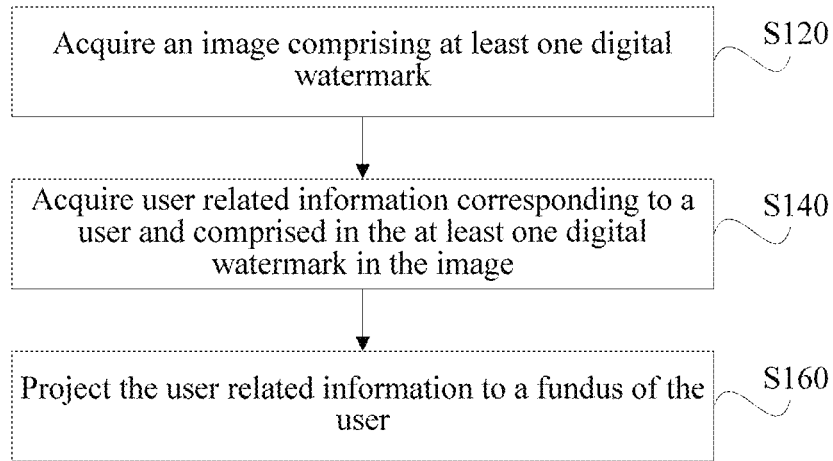 Acquire an image comprising at least one digital
watermark
S120
Acquire user related information corresponding to a
user and comprised in the at least one digital
watermark in the image
S140
Project the user related information to a fundus of the
user
S160